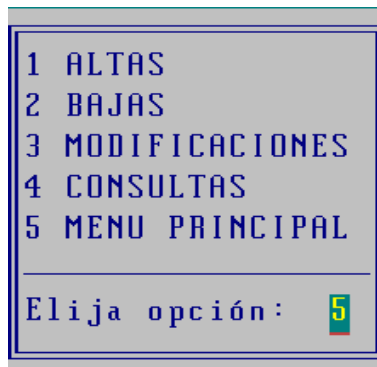 1 ALTAS
2 BAJAS
3 MODIFICACIONES
4 CONSULTAS
5 MENU PRINCIPAL
Elija opción: 5